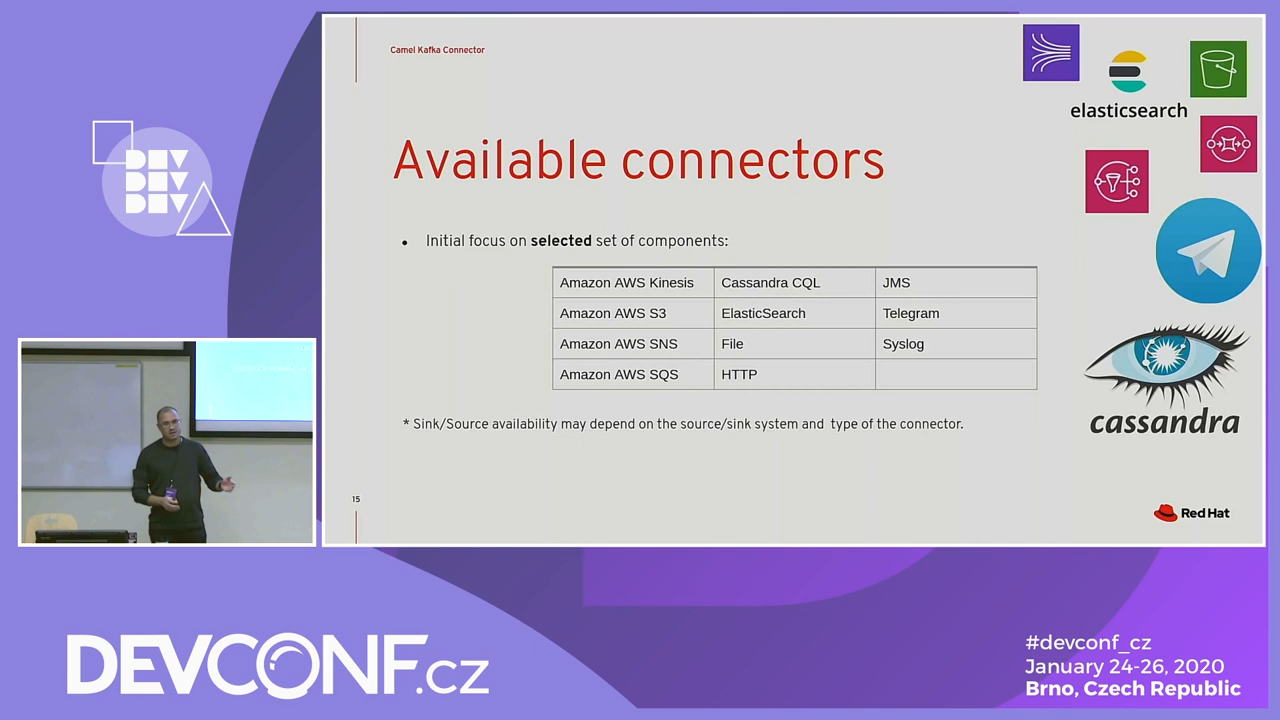 Camel Kafka Connector
elasticsearch
Available connectors
DEV
DEV
DEV
• Initial focus on selected set of components:
Amazon AWS Kinesis Cassandra CQL JMS
Amazon AWS S3 ElasticSearch Telegram
Amazon AWS SNS File Syslog
Amazon AWS SQS HTTP
cassandra
* Sink/Source availability may depend on the source/sink system and type of the connector.
15
Red Hat
DEVCONF.cz
#devconf_cz
January 24-26, 2020
Brno, Czech Republic